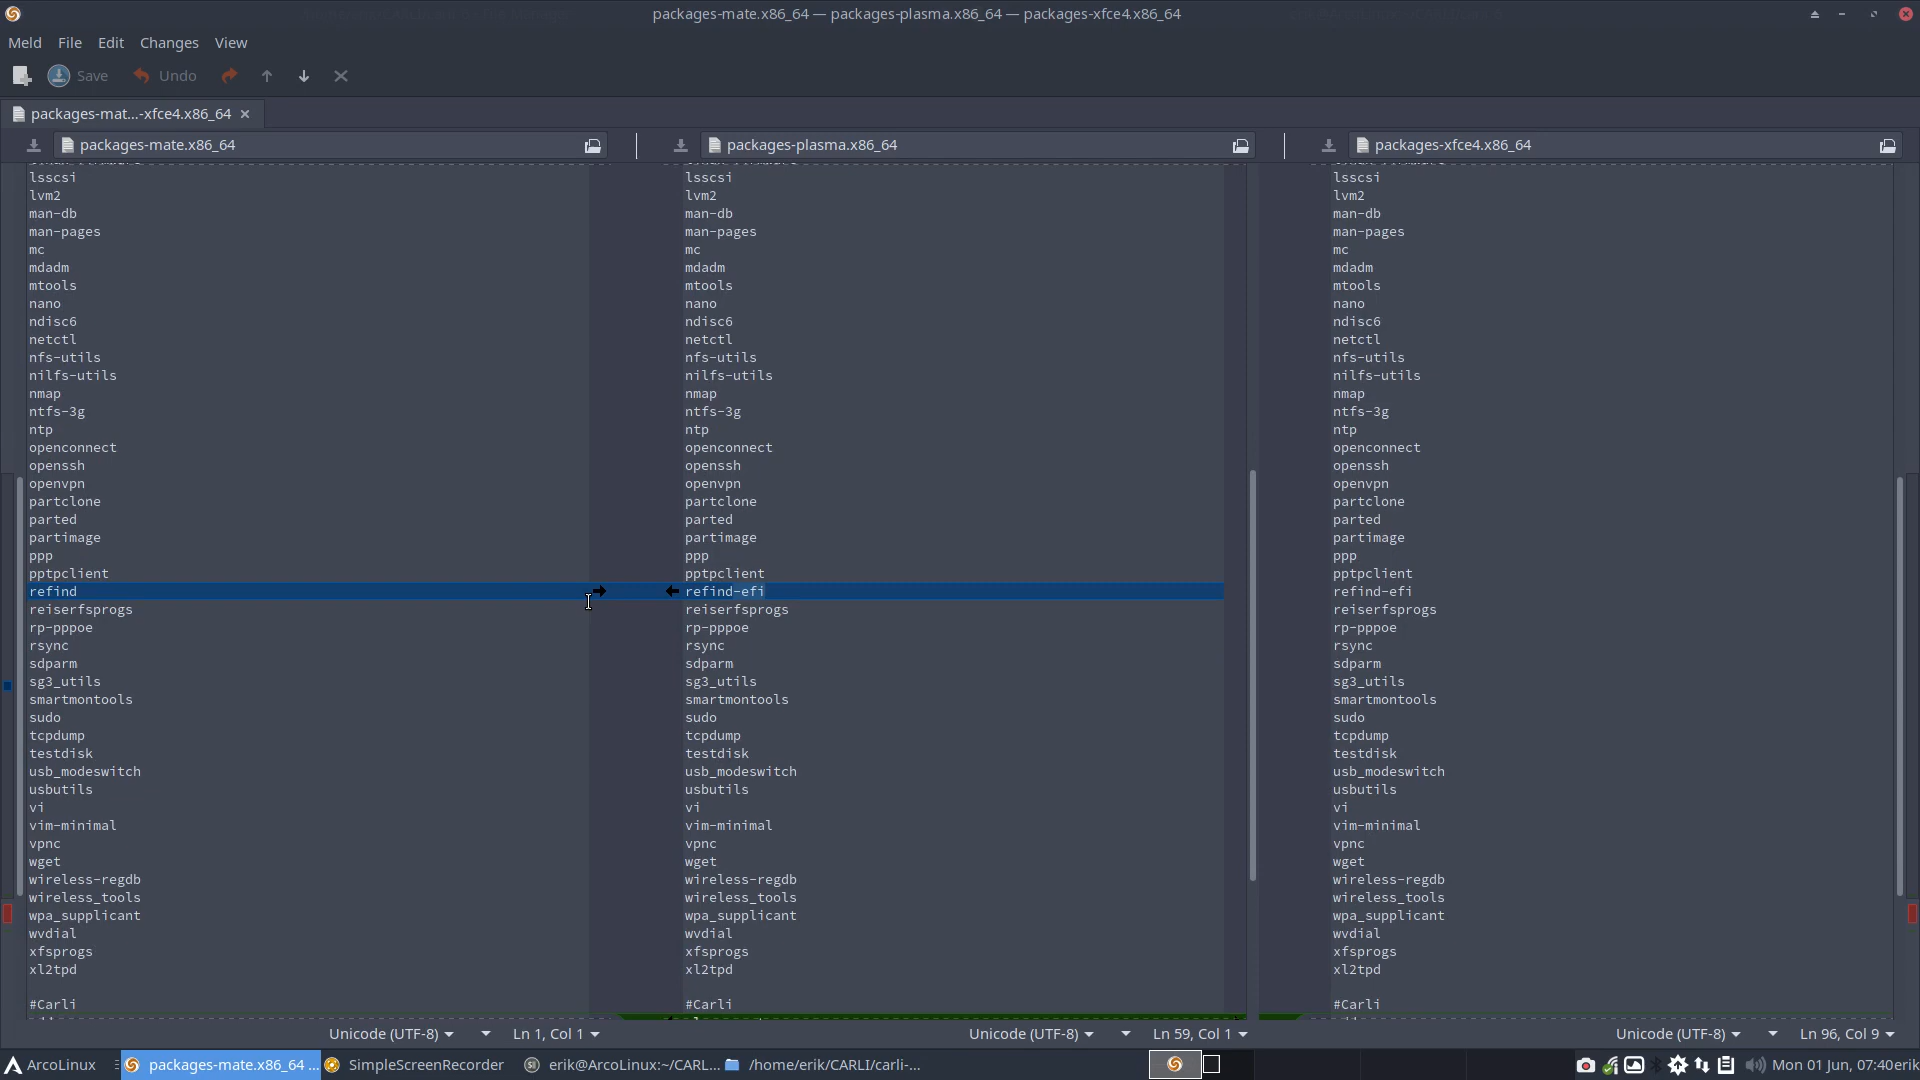 packages-mate.x86_64 — packages-plasma.x86_64 — packages-xfce4.x86_64
Meld File Edit Changes View
Save Undo
packages-mat...-xfce4.x86_64
packages-mate.x86_64
packages-plasma.x86_64
packages-xfce4.x86_64
lsscsi
lvm2
man-db
man-pages
mc
mdadm
mtools
nano
ndisc6
netctl
nfs-utils
nilfs-utils
nmap
ntfs-3g
ntp
openconnect
openssh
openvpn
partclone
parted
partimage
ppp
pptpclient
refind
reiserfsprogs
rp-pppoe
rsync
sdparm
sg3_utils
smartmontools
sudo
tcpdump
testdisk
usb_modeswitch
usbutils
vi
vim-minimal
vpnc
wget
wireless-regdb
wireless_tools
wpa_supplicant
wvdial
xfsprogs
xl2tpd
#Carli
lsscsi
lvm2
man-db
man-pages
mc
mdadm
mtools
nano
ndisc6
netctl
nfs-utils
nilfs-utils
nmap
ntfs-3g
ntp
openconnect
openssh
openvpn
partclone
parted
partimage
ppp
pptpclient
refind-efi
reiserfsprogs
rp-pppoe
rsync
sdparm
sg3_utils
smartmontools
sudo
tcpdump
testdisk
usb_modeswitch
usbutils
vi
vim-minimal
vpnc
wget
wireless-regdb
wireless_tools
wpa_supplicant
wvdial
xfsprogs
xl2tpd
#Carli
lsscsi
lvm2
man-db
man-pages
mc
mdadm
mtools
nano
ndisc6
netctl
nfs-utils
nilfs-utils
nmap
ntfs-3g
ntp
openconnect
openssh
openvpn
partclone
parted
partimage
ppp
pptpclient
refind-efi
reiserfsprogs
rp-pppoe
rsync
sdparm
sg3_utils
smartmontools
sudo
tcpdump
testdisk
usb_modeswitch
usbutils
vi
vim-minimal
vpnc
wget
wireless-regdb
wireless_tools
wpa_supplicant
wvdial
xfsprogs
xl2tpd
#Carli
Unicode (UTF-8) Ln 1, Col 1
Unicode (UTF-8) Ln 59, Col 1
Unicode (UTF-8) Ln 96, Col 9
ArcoLinux packages-mate.x86_64 ... SimpleScreenRecorder erik@ArcoLinux:~/CARL... /home/erik/CARLI/carli-... Mon 01 Jun, 07:40 erik